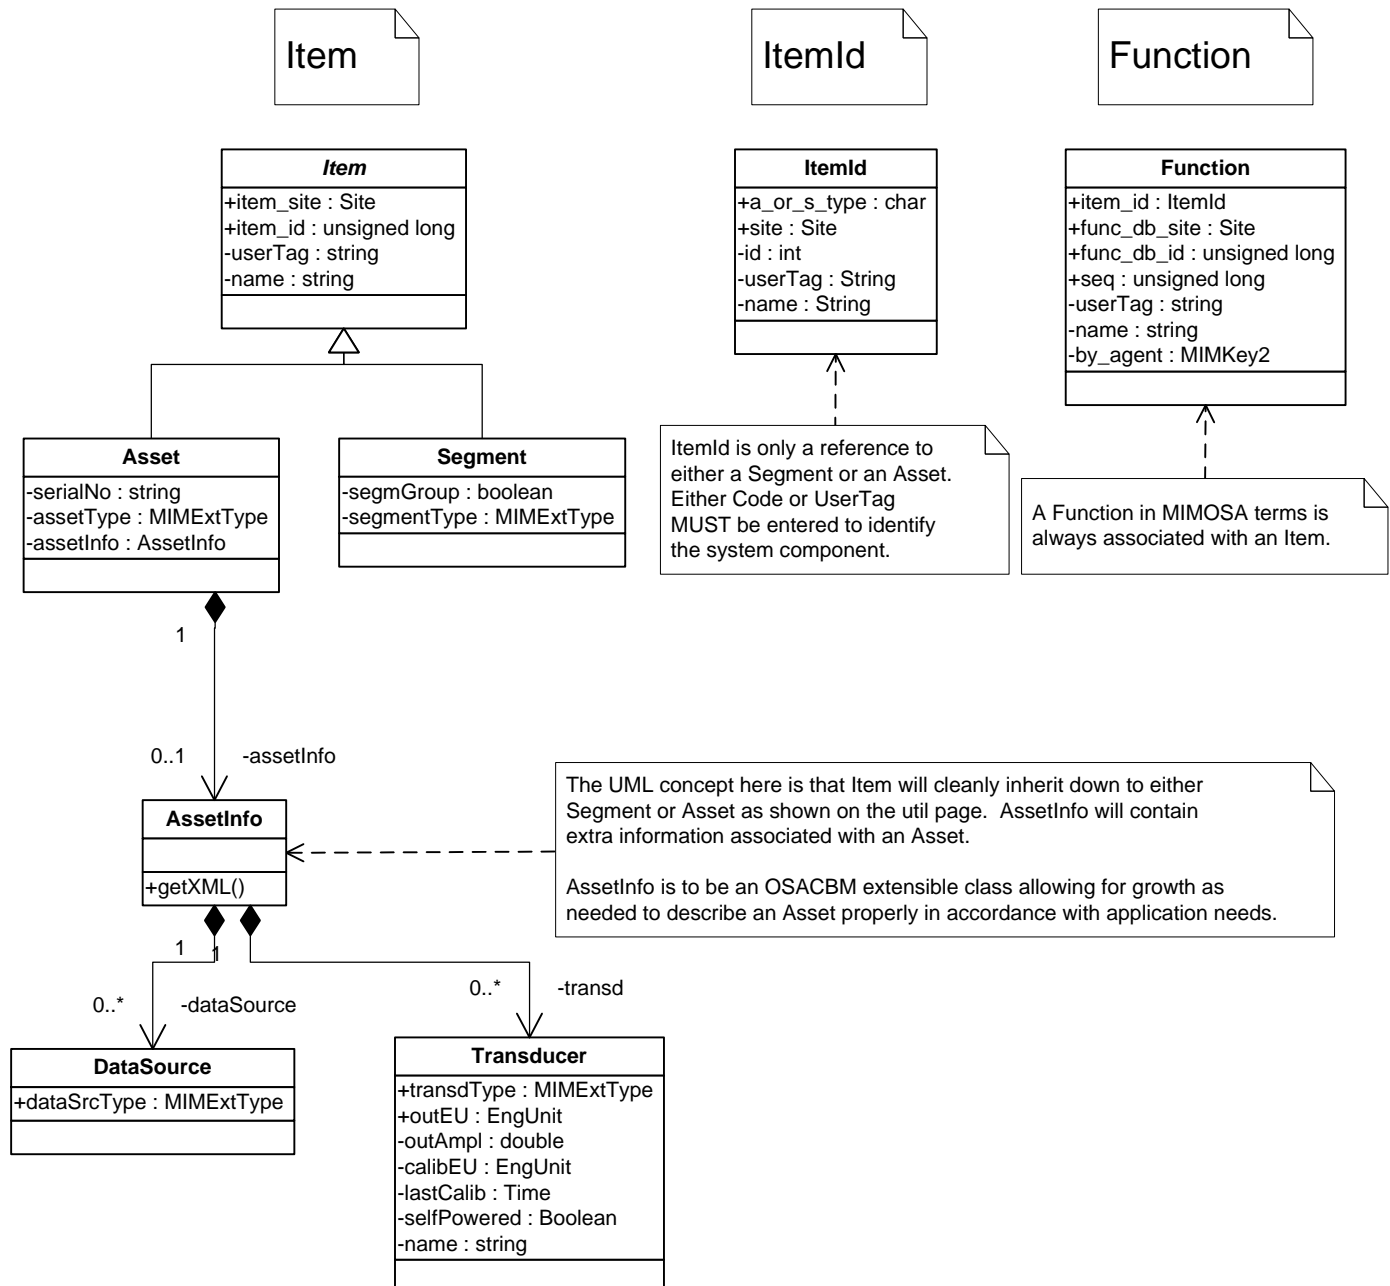 Item
ItemId
Function
Item
+item_site : Site
+item_id : unsigned long
-userTag : string
-name : string
ItemId
+a_or_s_type : char
+site : Site
-id : int
-userTag : String
-name : String
Function
+item_id : ItemId
+func_db_site : Site
+func_db_id : unsigned long
+seq : unsigned long
-userTag : string
-name : string
-by_agent : MIMKey2
Asset
-serialNo : string
-assetType : MIMExtType
-assetInfo : AssetInfo
Segment
-segmGroup : boolean
-segmentType : MIMExtType
ItemId is only a reference to
either a Segment or an Asset.
Either Code or UserTag
MUST be entered to identify
the system component.
A Function in MIMOSA terms is
always associated with an Item.
1
0..1
-assetInfo
AssetInfo
+getXML()
The UML concept here is that Item will cleanly inherit down to either
Segment or Asset as shown on the util page.  AssetInfo will contain
extra information associated with an Asset.
AssetInfo is to be an OSACBM extensible class allowing for growth as
needed to describe an Asset properly in accordance with application needs.
1
1
0..*
-dataSource
0..*
-transd
DataSource
+dataSrcType : MIMExtType
Transducer
+transdType : MIMExtType
+outEU : EngUnit
-outAmpl : double
-calibEU : EngUnit
-lastCalib : Time
-selfPowered : Boolean
-name : string